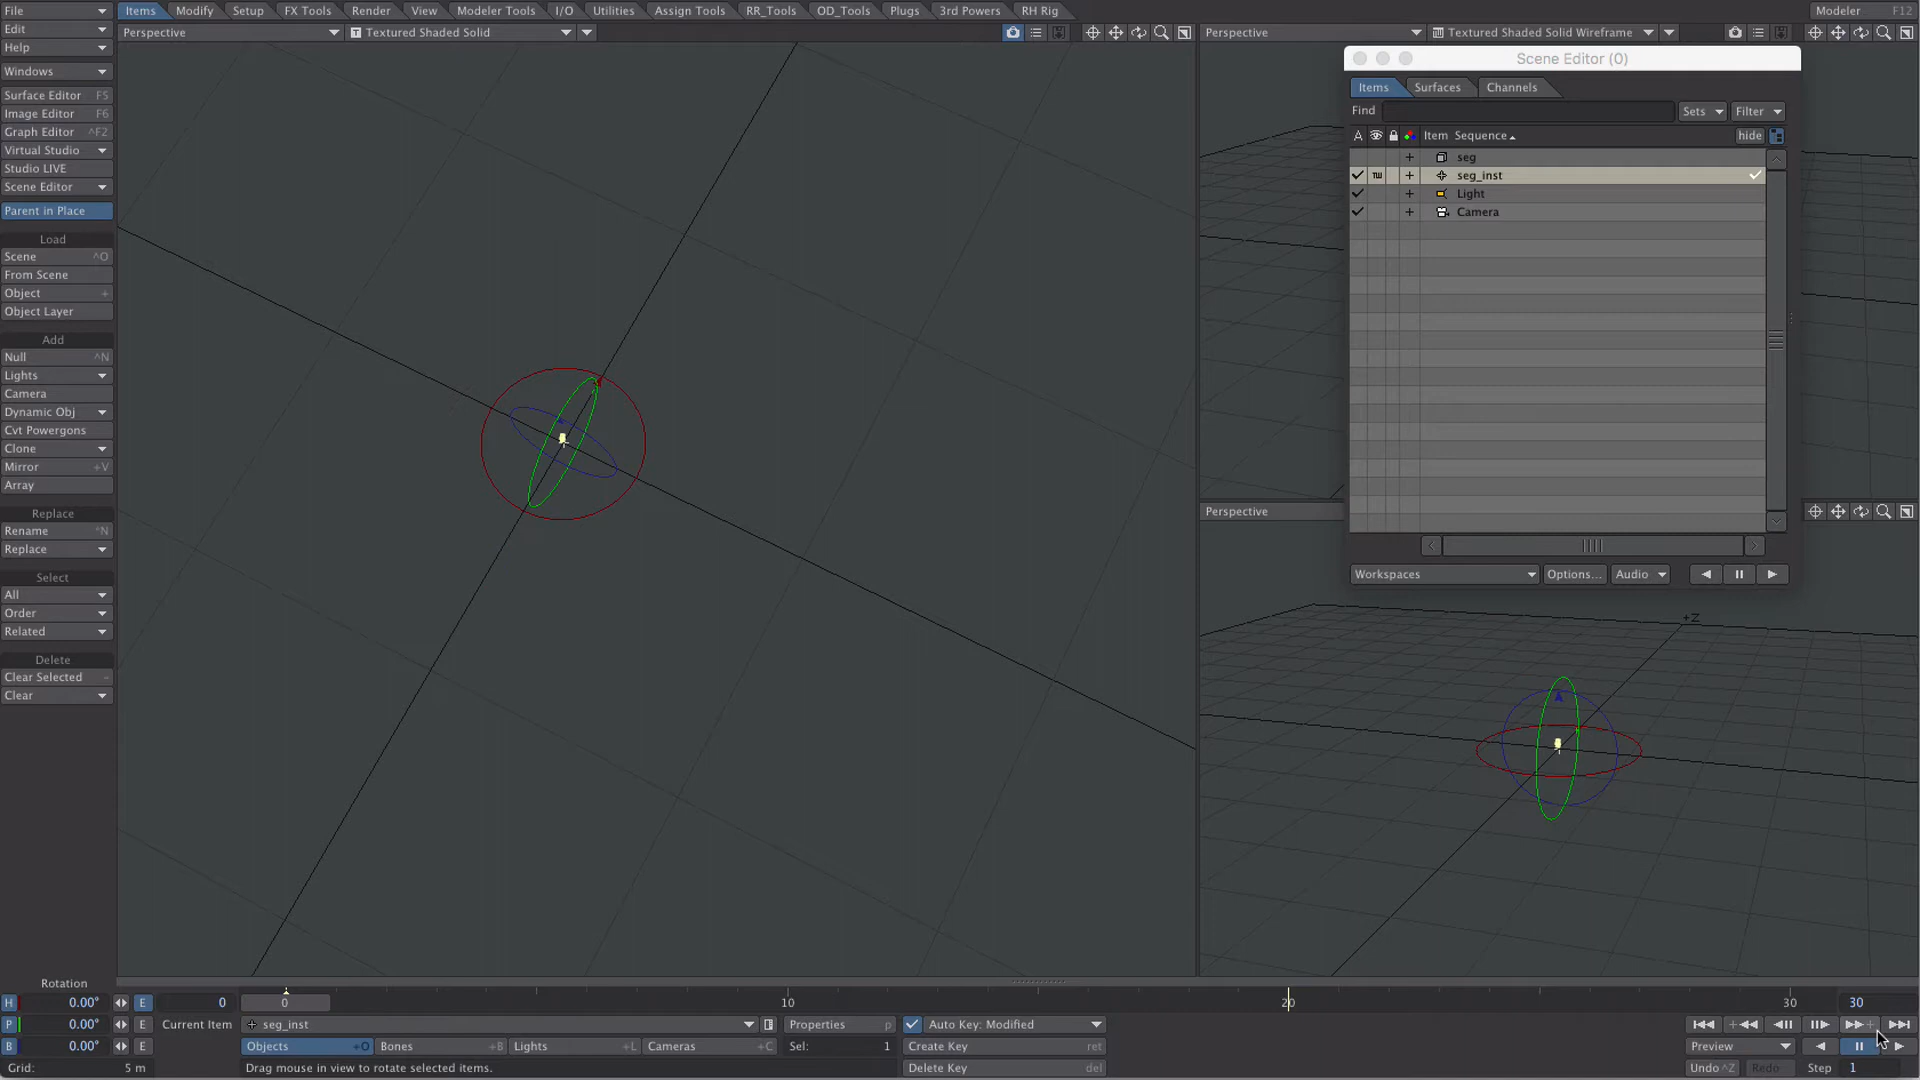 File Items Modify Setup FX Tools Render View Modeler Tools I/O Utilities Assign Tools RR_Tools OD_Tools Plugs 3rd Powers RH Rig Modeler F12
Edit
Help
Perspective Textured Shaded Solid Perspective Textured Shaded Solid Wireframe
Scene Editor (0)
Items Surfaces Channels
Find Sets Filter
A Item Sequence hide
+ seg
+ seg_inst
+ Light
+ Camera
Workspaces Options... Audio
Perspective
+Z
Windows
Surface Editor F5
Image Editor F6
Graph Editor ^F2
Virtual Studio
Studio LIVE
Scene Editor
Parent in Place
Load
Scene ^O
From Scene
Object +
Object Layer
Add
Null ^N
Lights
Camera
Dynamic Obj
Cvt Powergons
Clone
Mirror +V
Array
Replace
Rename ^N
Replace
Select
All
Order
Related
Delete
Clear Selected -
Clear
Rotation
H 0.00° E 0 0 10 20 30 30
P 0.00° E Current Item seg_inst Properties p Auto Key: Modified
B 0.00° E Objects +O Bones +B Lights +L Cameras +C Sel: 1 Create Key ret Preview
Grid: 5 m Drag mouse in view to rotate selected items. Delete Key del Undo ^Z Redo Step 1